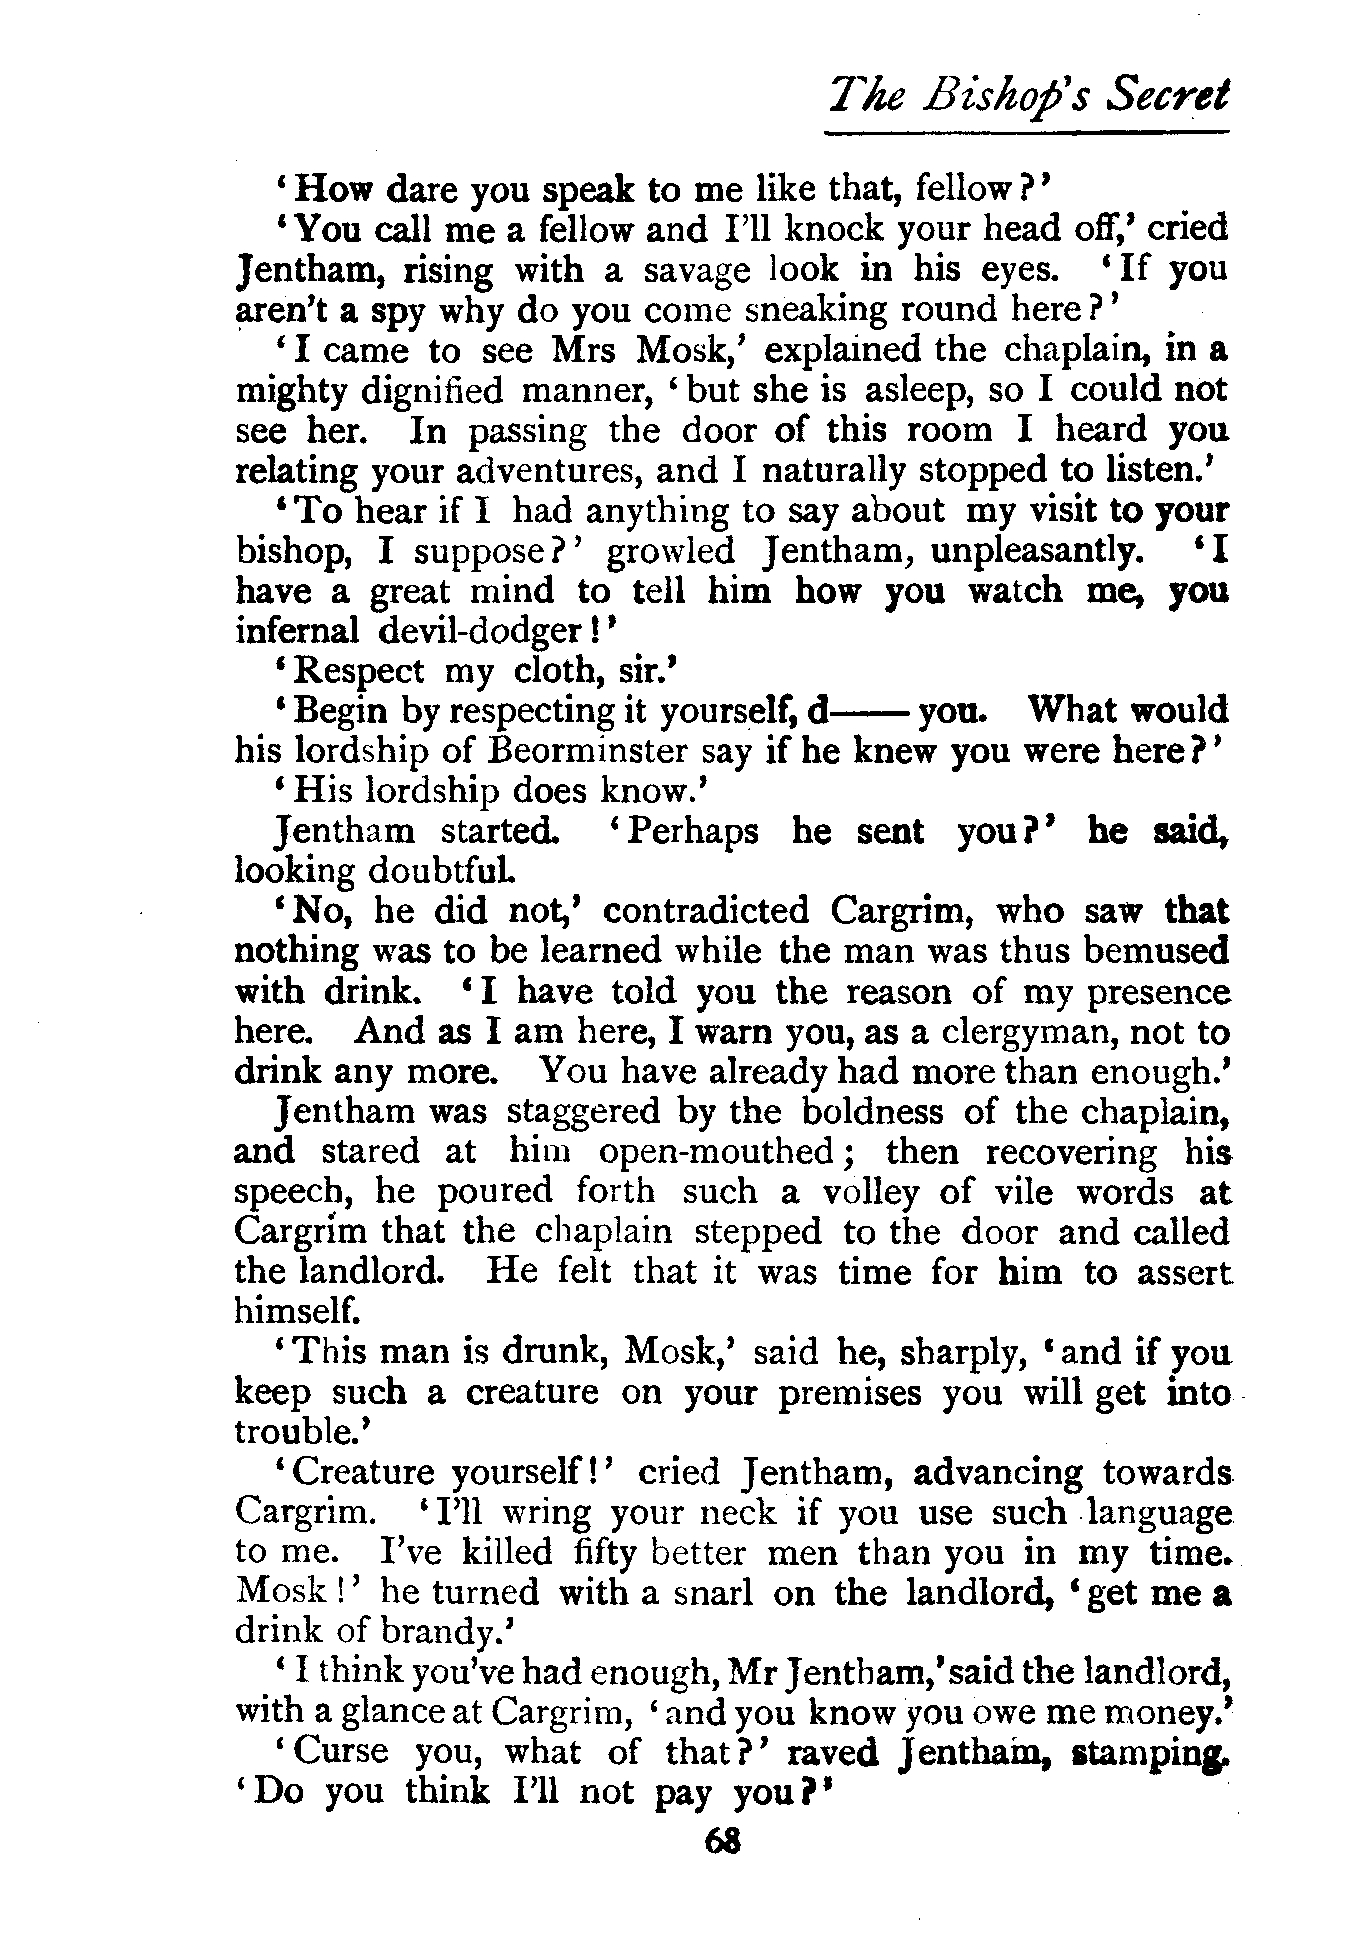 The Bishop's Secret
‘How dare you speak to me like that, fellow?’
‘You call me a fellow and I'll knock your head off,’ cried
Jentham, rising with a savage look in his eyes. ‘If you
aren't a spy why do you come sneaking round here?’
‘I came to see Mrs Mosk,’ explained the chaplain, in a
mighty dignified manner, ‘but she is asleep, so I could not
see her. In passing the door of this room I heard you
relating your adventures, and I naturally stopped to listen.’
‘To hear if I had anything to say about my visit to your
bishop, I suppose?’ growled Jentham, unpleasantly. ‘I
have a great mind to tell him how you watch me, you
infernal devil-dodger!’
‘Respect my cloth, sir.’
‘Begin by respecting it yourself, d—— you. What would
his lordship of Beorminster say if he knew you were here?’
‘His lordship does know.’
Jentham started. ‘Perhaps he sent you?’ he said,
looking doubtful.
‘No, he did not,’ contradicted Cargrim, who saw that
nothing was to be learned while the man was thus bemused
with drink. ‘I have told you the reason of my presence
here. And as I am here, I warn you, as a clergyman, not to
drink any more. You have already had more than enough.’
Jentham was staggered by the boldness of the chaplain,
and stared at him open-mouthed; then recovering his
speech, he poured forth such a volley of vile words at
Cargrim that the chaplain stepped to the door and called
the landlord. He felt that it was time for him to assert
himself.
‘This man is drunk, Mosk,’ said he, sharply, ‘and if you
keep such a creature on your premises you will get into
trouble.’
‘Creature yourself!’ cried Jentham, advancing towards
Cargrim. ‘I'll wring your neck if you use such language
to me. I've killed fifty better men than you in my time.
Mosk!’ he turned with a snarl on the landlord, ‘get me a
drink of brandy.’
‘I think you've had enough, Mr Jentham,’ said the landlord,
with a glance at Cargrim, ‘and you know you owe me money.’
‘Curse you, what of that?’ raved Jentham, stamping.
‘Do you think I'll not pay you?’
68